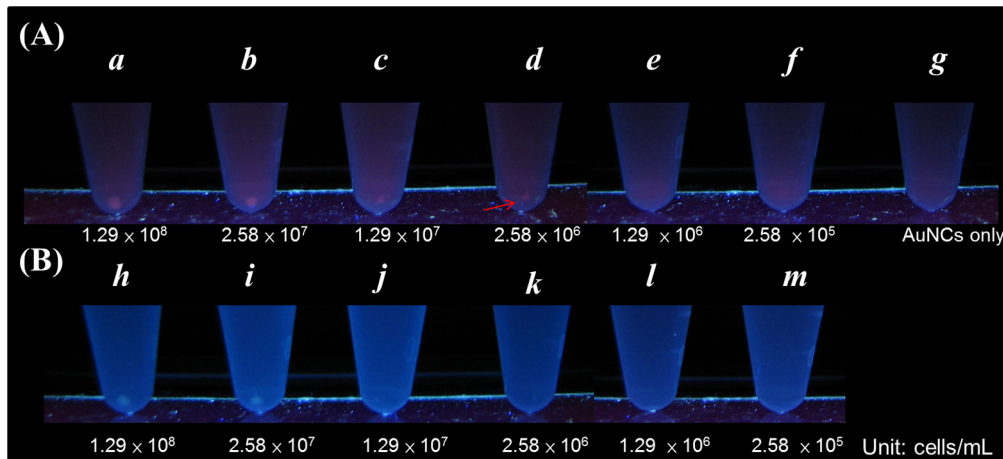 (A)
a b c d e f g
1.29 x 10⁸ 2.58 x 10⁷ 1.29 x 10⁷ 2.58 x 10⁶ 1.29 x 10⁶ 2.58 x 10⁵ AuNCs only
(B)
h i j k l m
1.29 x 10⁸ 2.58 x 10⁷ 1.29 x 10⁷ 2.58 x 10⁶ 1.29 x 10⁶ 2.58 x 10⁵ Unit: cells/mL